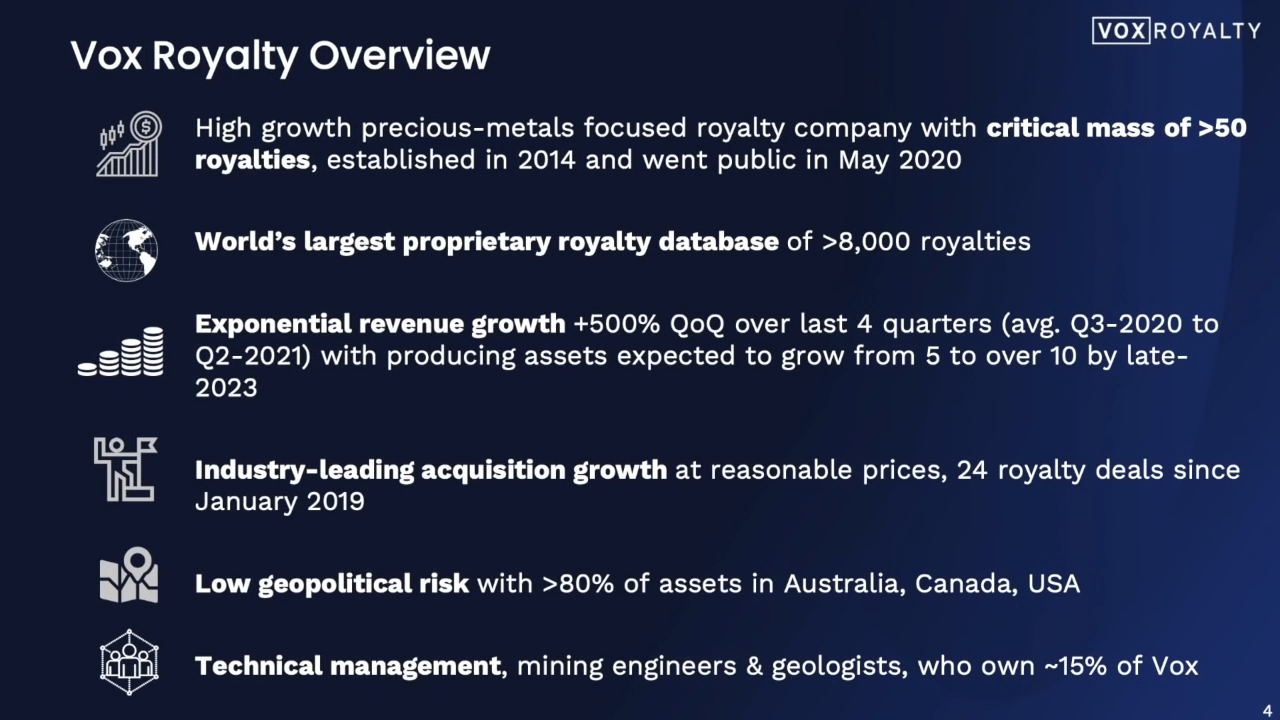 Vox Royalty Overview
VOX ROYALTY
High growth precious-metals focused royalty company with critical mass of >50
royalties, established in 2014 and went public in May 2020
World's largest proprietary royalty database of >8,000 royalties
Exponential revenue growth +500% QoQ over last 4 quarters (avg. Q3-2020 to
Q2-2021) with producing assets expected to grow from 5 to over 10 by late-
2023
Industry-leading acquisition growth at reasonable prices, 24 royalty deals since
January 2019
Low geopolitical risk with >80% of assets in Australia, Canada, USA
Technical management, mining engineers & geologists, who own ~15% of Vox
4